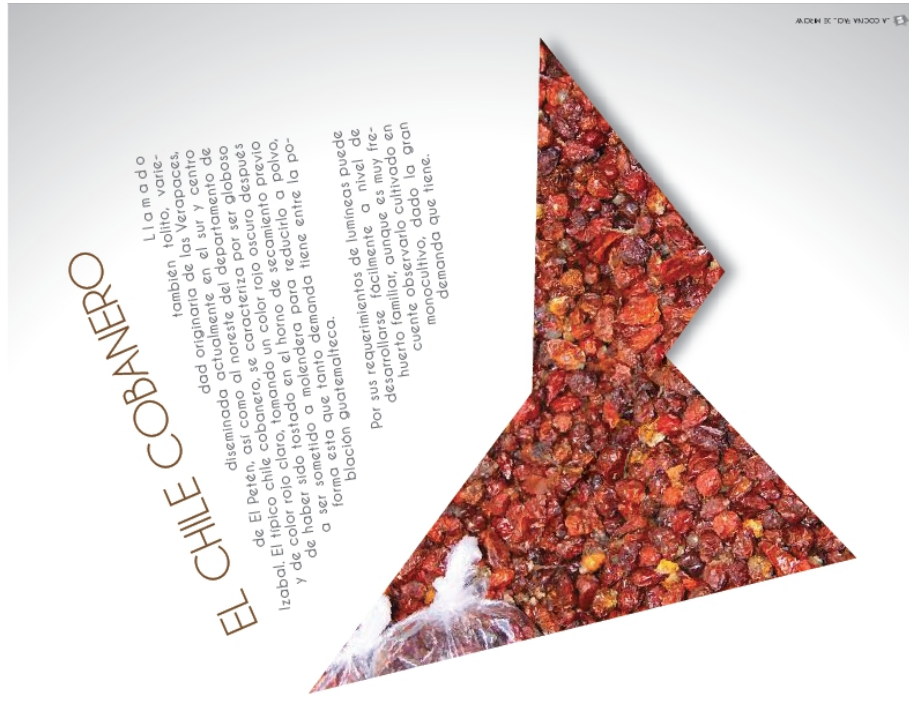 EL CHILE COBANERO
Llamado
también tolito, varie-
dad originaria de las Verapaces,
diseminada actualmente en el sur y centro
de El Petén, así como al noreste del departamento de
Izabal. El típico chile cobanero, se caracteriza por ser globoso
y de color rojo claro, tomando un color rojo oscuro después
de haber sido tostado en el horno de secamiento previo
a ser sometido a molendera para reducirlo a polvo,
forma esta que tanto demanda tiene entre la po-
blación guatemalteca.
Por sus requerimientos de lumíneas puede
desarrollarse facilmente a nivel de
huerto familiar, aunque es muy fre-
cuente observarlo cultivado en
monocultivo, dado la gran
demanda que tiene.
LA COCINA